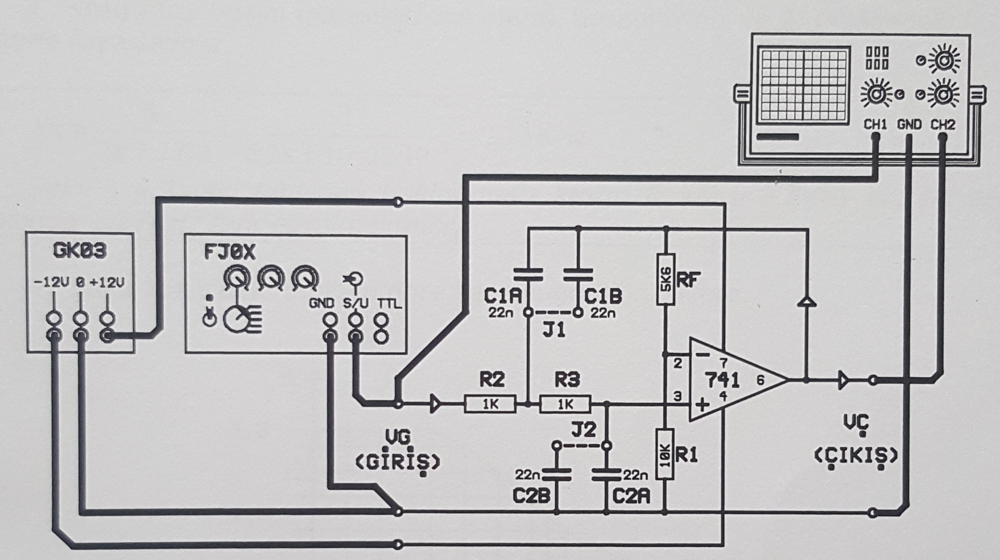 CH1 GND CH2
GK03
-12V 0 +12V
FJ0X
GND S/U TTL
C1A
22n
C1B
22n
J1
5K6
RF
R2
1K
R3
1K
2
3
-
+
7
741
6
4
VG
(GİRİŞ)
J2
10K
R1
22n
C2B
22n
C2A
VÇ
(ÇIKIŞ)